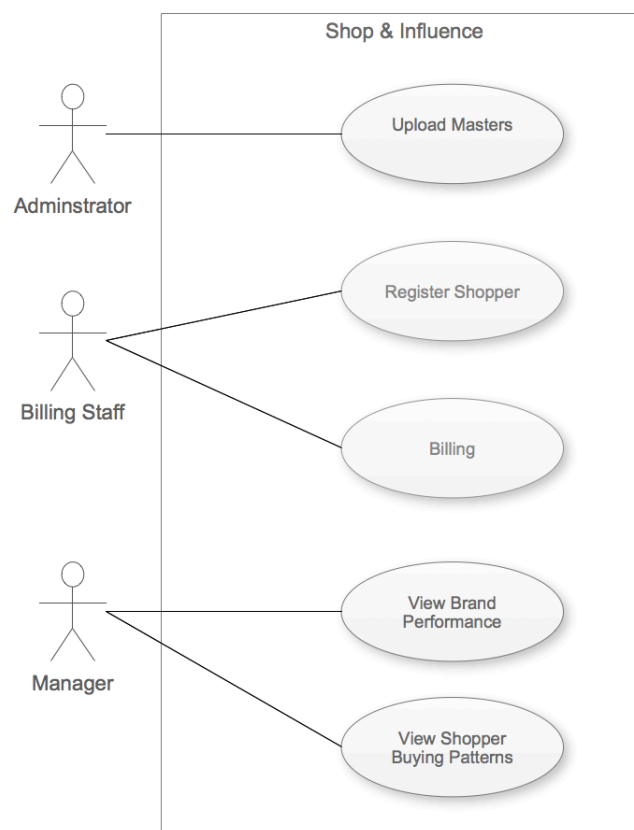 Shop & Influence
Upload Masters
Adminstrator
Register Shopper
Billing Staff
Billing
View Brand
Performance
Manager
View Shopper
Buying Patterns